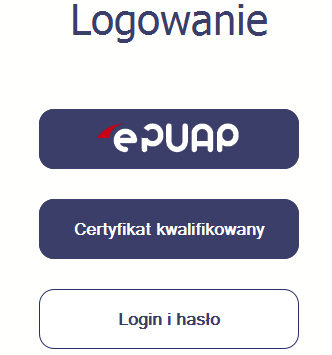 Logowanie
ePUAP
Certyfikat kwalifikowany
Login i hasło